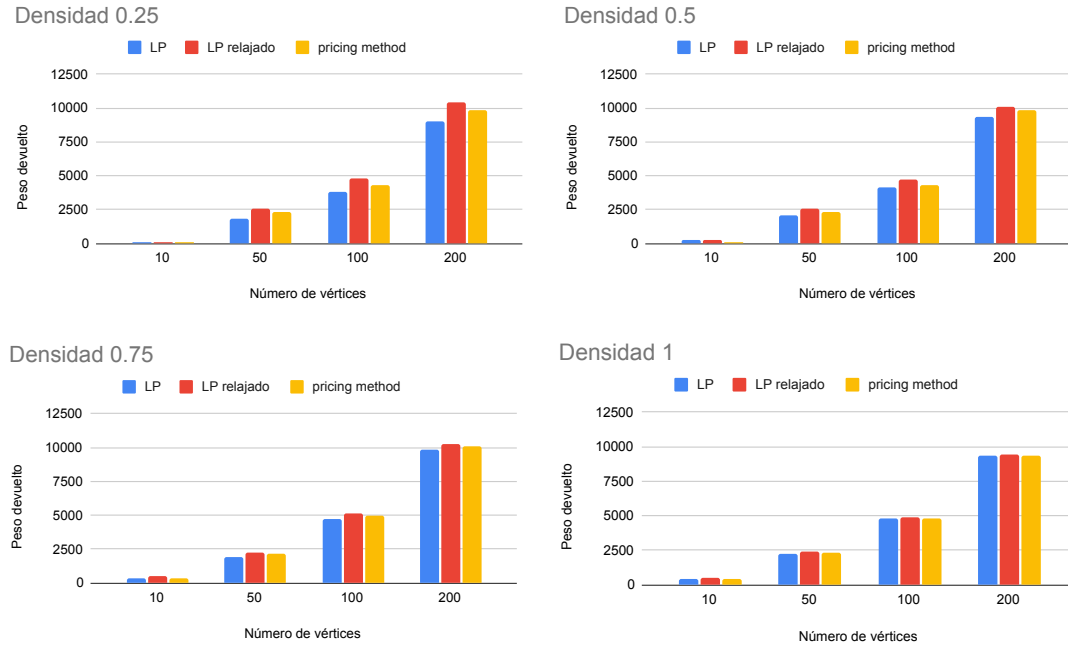 Densidad 0.25
LP LP relajado pricing method
12500
10000
7500
5000
2500
0
Peso devuelto
10 50 100 200
Número de vértices
Densidad 0.5
LP LP relajado pricing method
12500
10000
7500
5000
2500
0
Peso devuelto
10 50 100 200
Número de vértices
Densidad 0.75
LP LP relajado pricing method
12500
10000
7500
5000
2500
0
Peso devuelto
10 50 100 200
Número de vértices
Densidad 1
LP LP relajado pricing method
12500
10000
7500
5000
2500
0
Peso devuelto
10 50 100 200
Número de vértices